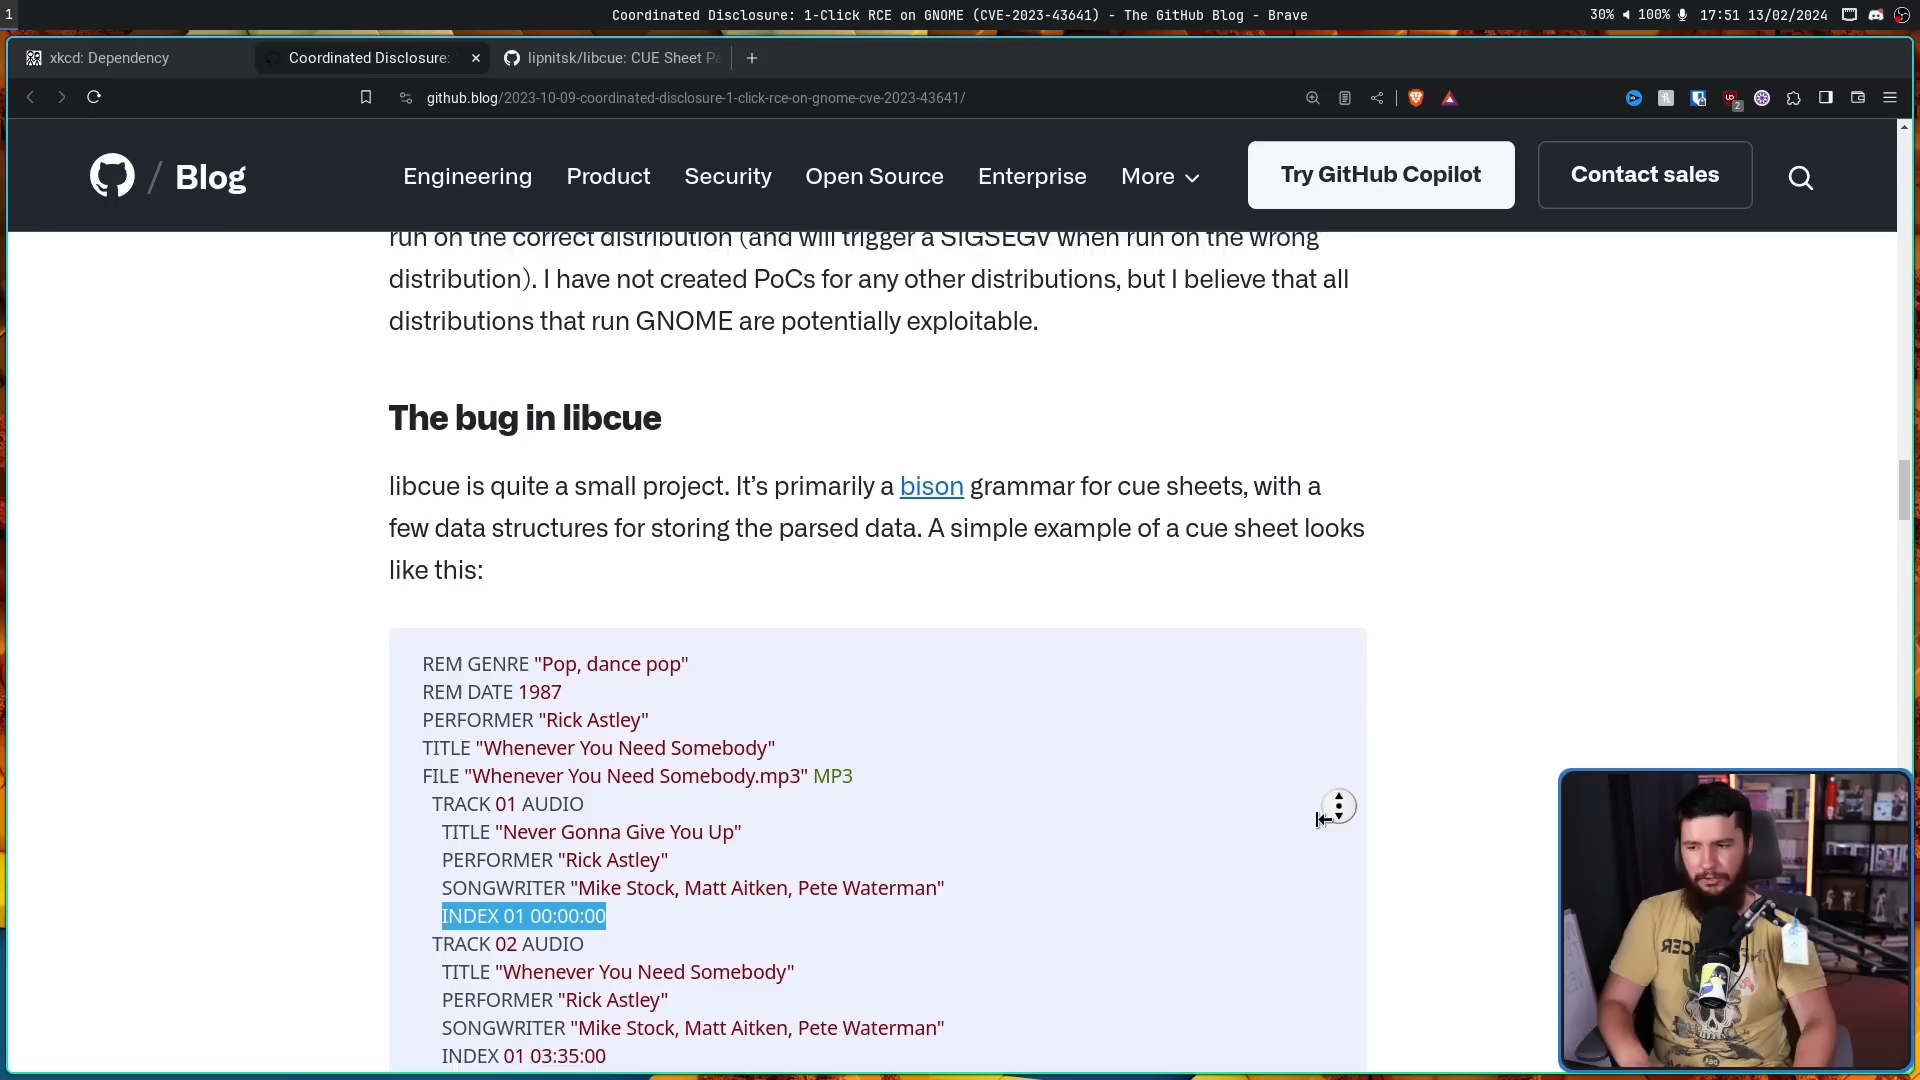 1
Coordinated Disclosure: 1-Click RCE on GNOME (CVE-2023-43641) - The GitHub Blog - Brave
30% 100% 17:51 13/02/2024
xkcd: Dependency
Coordinated Disclosure:
lipnitsk/libcue: CUE Sheet Pa
github.blog/2023-10-09-coordinated-disclosure-1-click-rce-on-gnome-cve-2023-43641/
2
/ Blog
Engineering
Product
Security
Open Source
Enterprise
More
Try GitHub Copilot
Contact sales
run on the correct distribution (and will trigger a SIGSEGV when run on the wrong
distribution). I have not created PoCs for any other distributions, but I believe that all
distributions that run GNOME are potentially exploitable.
The bug in libcue
libcue is quite a small project. It’s primarily a bison grammar for cue sheets, with a
few data structures for storing the parsed data. A simple example of a cue sheet looks
like this:
REM GENRE "Pop, dance pop"
REM DATE 1987
PERFORMER "Rick Astley"
TITLE "Whenever You Need Somebody"
FILE "Whenever You Need Somebody.mp3" MP3
TRACK 01 AUDIO
TITLE "Never Gonna Give You Up"
PERFORMER "Rick Astley"
SONGWRITER "Mike Stock, Matt Aitken, Pete Waterman"
INDEX 01 00:00:00
TRACK 02 AUDIO
TITLE "Whenever You Need Somebody"
PERFORMER "Rick Astley"
SONGWRITER "Mike Stock, Matt Aitken, Pete Waterman"
INDEX 01 03:35:00